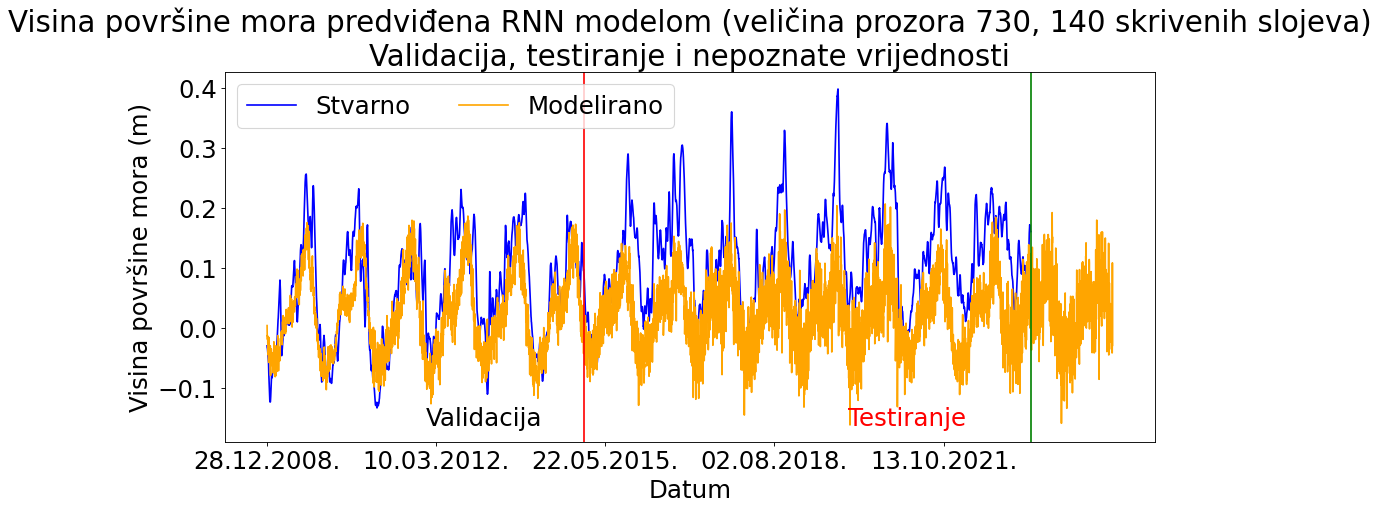 Visina površine mora predviđena RNN modelom (veličina prozora 730, 140 skrivenih slojeva)
Validacija, testiranje i nepoznate vrijednosti
Stvarno
Modelirano
Visina površine mora (m)
0.4
0.3
0.2
0.1
0.0
−0.1
Validacija
Testiranje
28.12.2008.
10.03.2012.
22.05.2015.
02.08.2018.
13.10.2021.
Datum